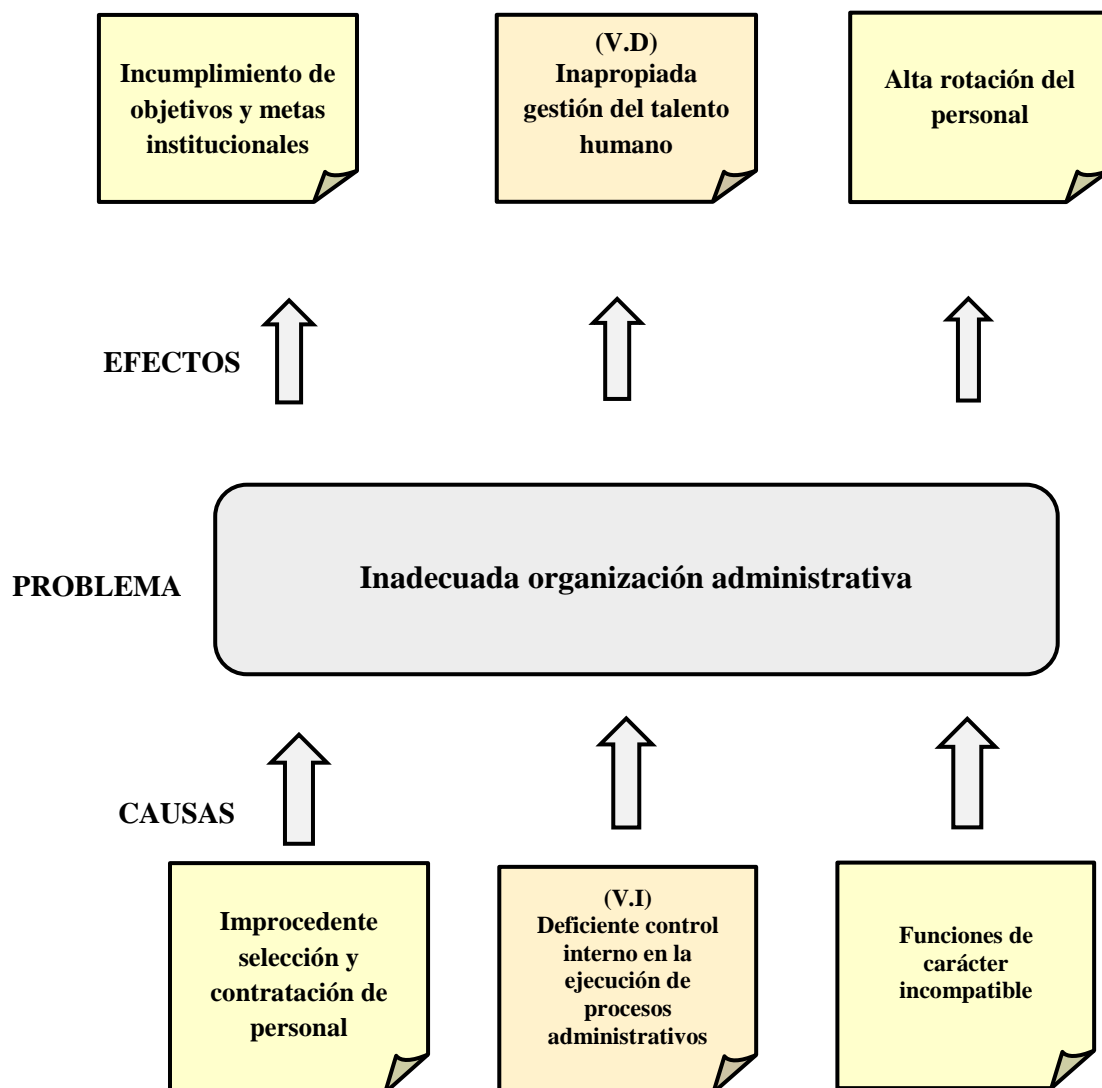 Incumplimiento de
objetivos y metas
institucionales
(V.D)
Inapropiada
gestión del talento
humano
Alta rotación del
personal
EFECTOS
PROBLEMA
Inadecuada organización administrativa
CAUSAS
Improcedente
selección y
contratación de
personal
(V.I)
Deficiente control
interno en la
ejecución de
procesos
administrativos
Funciones de
carácter
incompatible